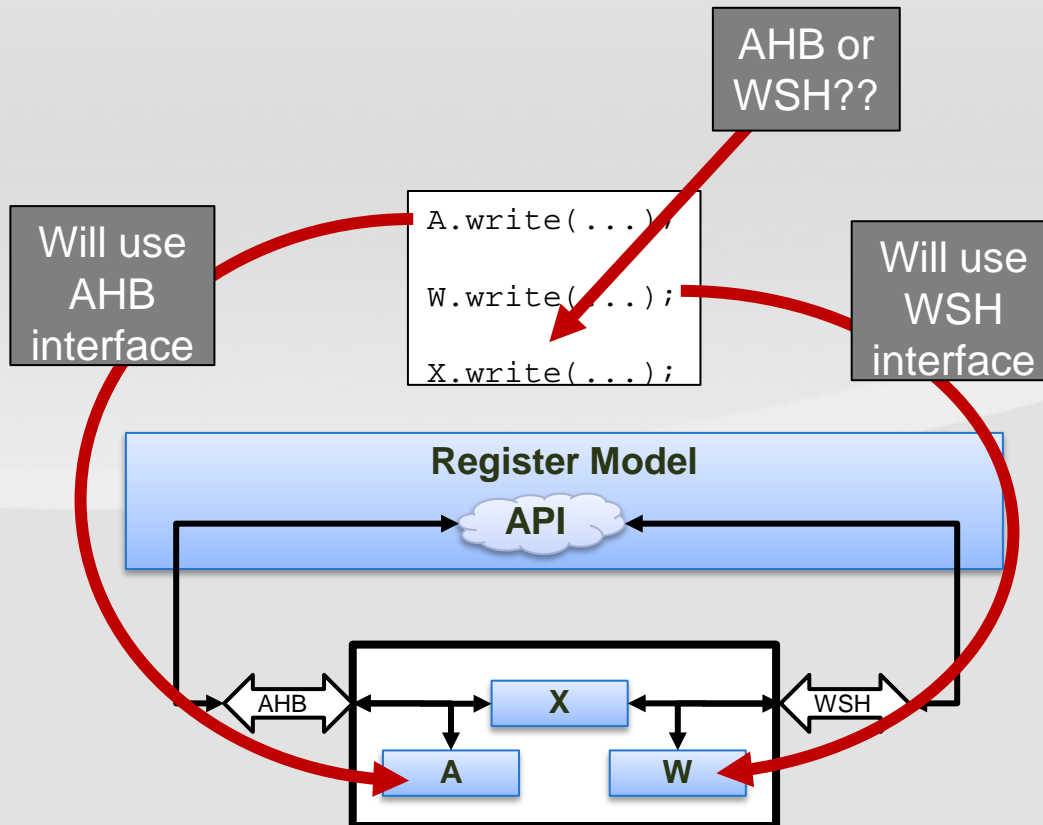 AHB or
WSH??
Will use
AHB
interface
A.write(...);
W.write(...);
X.write(...);
Will use
WSH
interface
Register Model
API
AHB
X
WSH
A
W